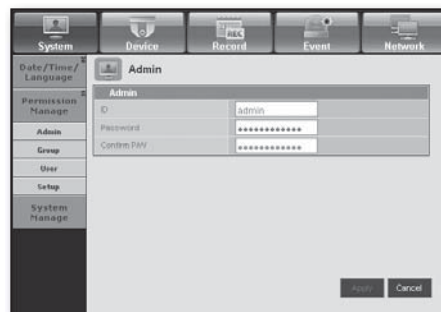 System Device Record Event Network
REC
Date/Time/
Language
Permission
Manage
Admin
Group
User
Setup
System
Manage
Admin
Admin
ID admin
Password ●●●●●●●●●●●●
Confirm P/W ●●●●●●●●●●●●
Apply Cancel